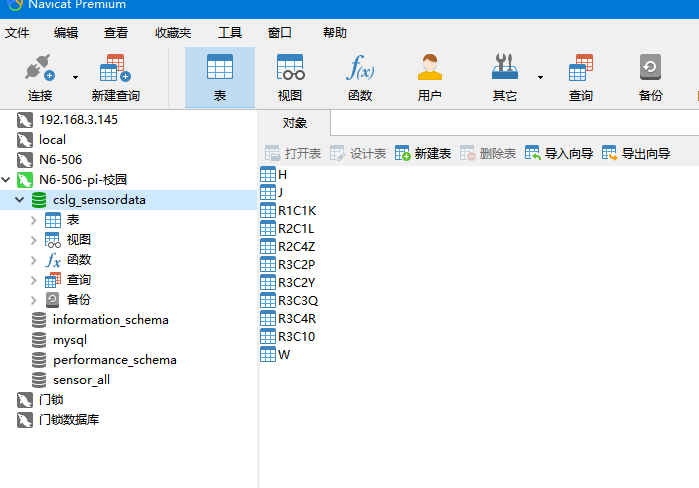 Navicat Premium
文件 编辑 查看 收藏夹 工具 窗口 帮助
f(x)
连接 新建查询 表 视图 函数 用户 其它 查询 备份
192.168.3.145
local
N6-506
N6-506-pi-校园
cslg_sensordata
表
视图
fx 函数
查询
备份
information_schema
mysql
performance_schema
sensor_all
门锁
门锁数据库
对象
打开表 设计表 新建表 删除表 导入向导 导出向导
H
J
R1C1K
R2C1L
R2C4Z
R3C2P
R3C2Y
R3C3Q
R3C4R
R3C10
W